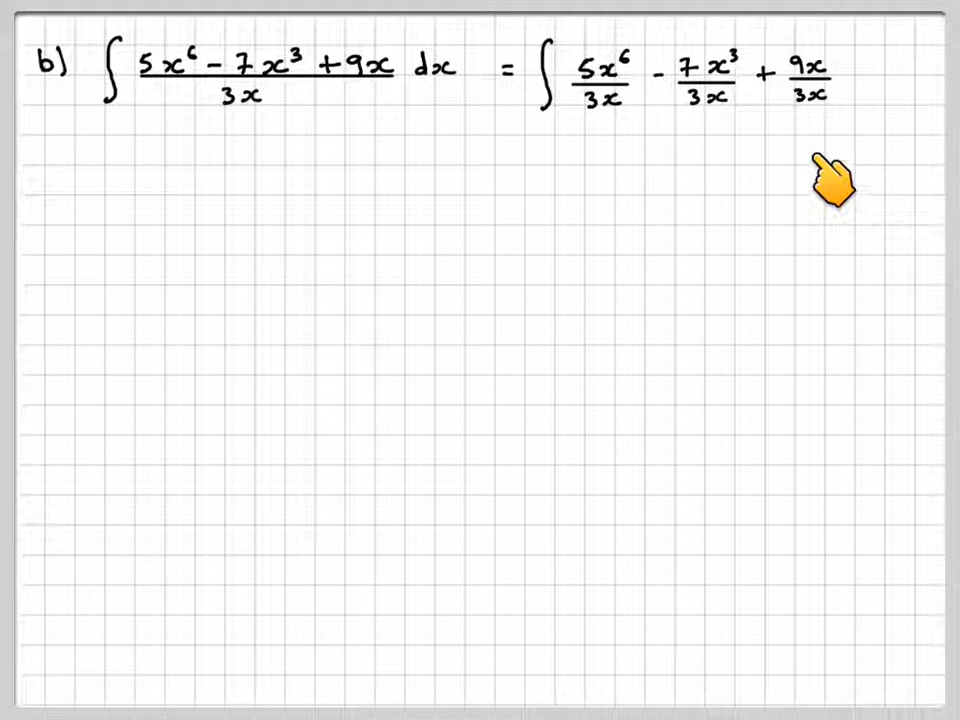 b) ∫ (5x⁶ - 7x³ + 9x)/(3x) dx = ∫ 5x⁶/3x - 7x³/3x + 9x/3x